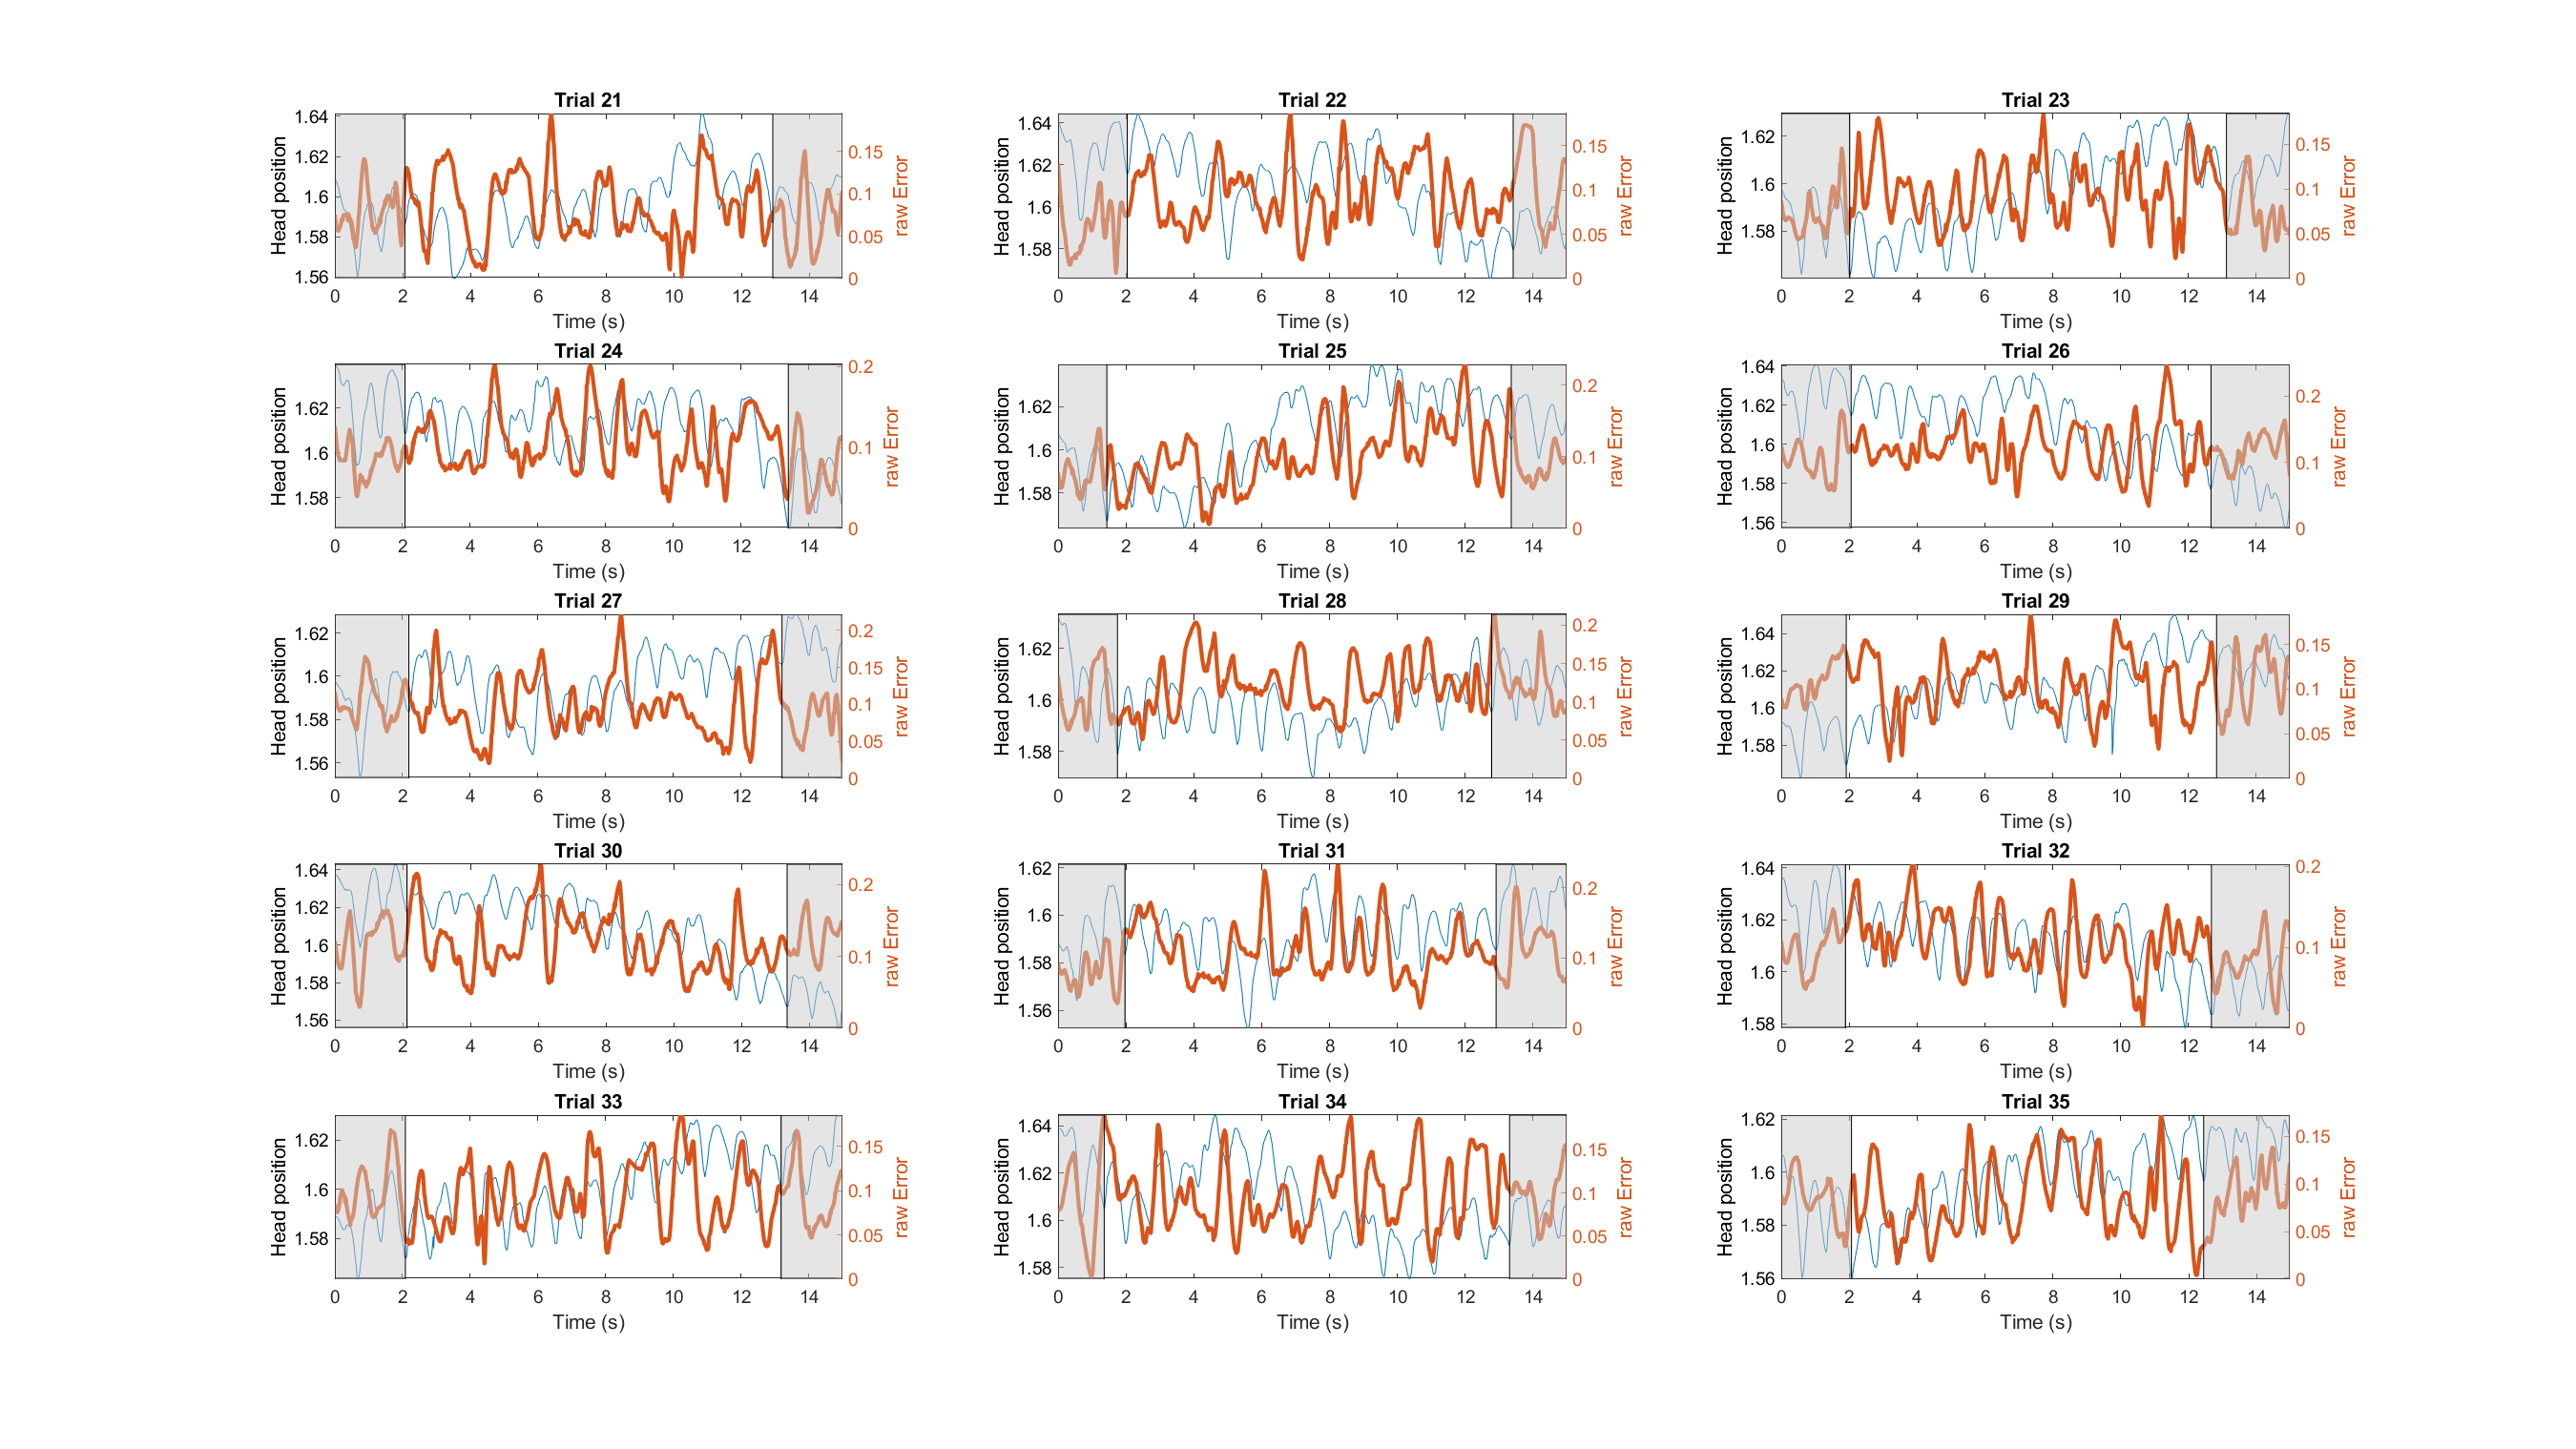 Trial 21
1.64
1.62
1.6
1.58
1.56
Head position
0.15
0.1
0.05
0
raw Error
0 2 4 6 8 10 12 14
Time (s)
Trial 22
1.64
1.62
1.6
1.58
Head position
0.15
0.1
0.05
0
raw Error
0 2 4 6 8 10 12 14
Time (s)
Trial 23
1.62
1.6
1.58
Head position
0.15
0.1
0.05
0
raw Error
0 2 4 6 8 10 12 14
Time (s)
Trial 24
1.62
1.6
1.58
Head position
0.2
0.1
0
raw Error
0 2 4 6 8 10 12 14
Time (s)
Trial 25
1.62
1.6
1.58
Head position
0.2
0.1
0
raw Error
0 2 4 6 8 10 12 14
Time (s)
Trial 26
1.64
1.62
1.6
1.58
1.56
Head position
0.2
0.1
0
raw Error
0 2 4 6 8 10 12 14
Time (s)
Trial 27
1.62
1.6
1.58
1.56
Head position
0.2
0.15
0.1
0.05
0
raw Error
0 2 4 6 8 10 12 14
Time (s)
Trial 28
1.62
1.6
1.58
Head position
0.2
0.15
0.1
0.05
0
raw Error
0 2 4 6 8 10 12 14
Time (s)
Trial 29
1.64
1.62
1.6
1.58
Head position
0.15
0.1
0.05
0
raw Error
0 2 4 6 8 10 12 14
Time (s)
Trial 30
1.64
1.62
1.6
1.58
1.56
Head position
0.2
0.1
0
raw Error
0 2 4 6 8 10 12 14
Time (s)
Trial 31
1.62
1.6
1.58
1.56
Head position
0.2
0.1
0
raw Error
0 2 4 6 8 10 12 14
Time (s)
Trial 32
1.64
1.62
1.6
1.58
Head position
0.2
0.1
0
raw Error
0 2 4 6 8 10 12 14
Time (s)
Trial 33
1.62
1.6
1.58
Head position
0.15
0.1
0.05
0
raw Error
0 2 4 6 8 10 12 14
Time (s)
Trial 34
1.64
1.62
1.6
1.58
Head position
0.15
0.1
0.05
0
raw Error
0 2 4 6 8 10 12 14
Time (s)
Trial 35
1.62
1.6
1.58
1.56
Head position
0.15
0.1
0.05
0
raw Error
0 2 4 6 8 10 12 14
Time (s)